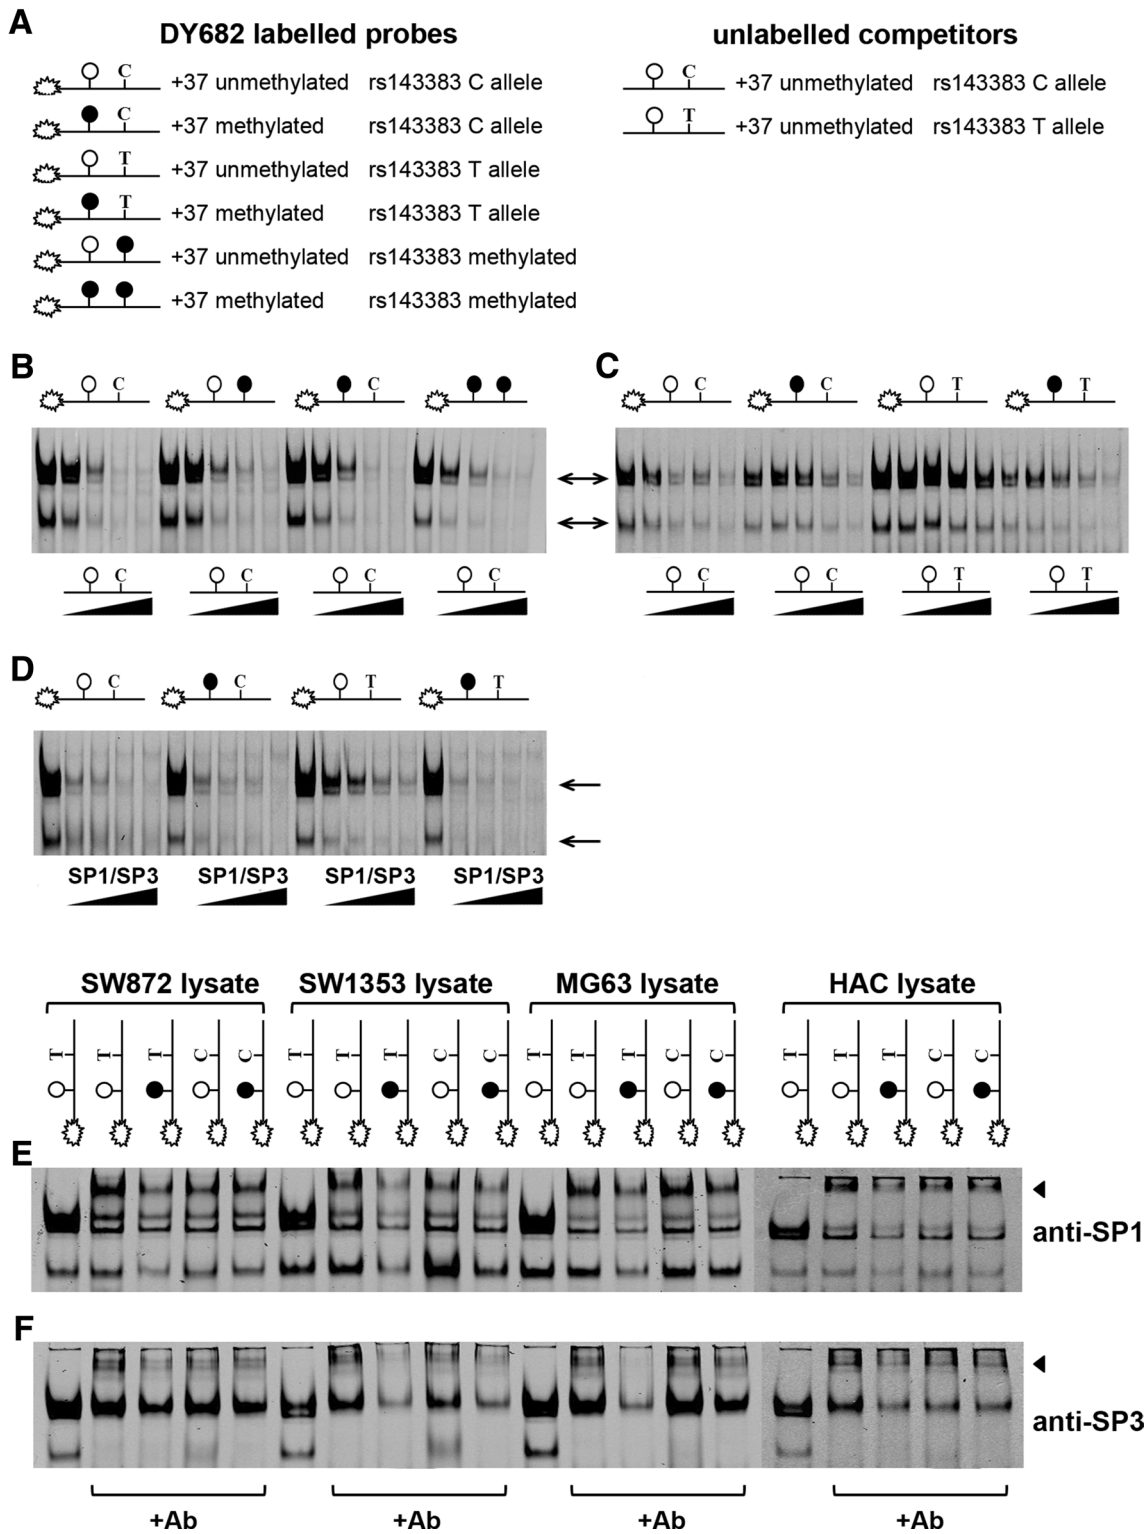 A
DY682 labelled probes
unlabelled competitors
C +37 unmethylated rs143383 C allele
C +37 methylated rs143383 C allele
T +37 unmethylated rs143383 T allele
T +37 methylated rs143383 T allele
+37 unmethylated rs143383 methylated
+37 methylated rs143383 methylated
C +37 unmethylated rs143383 C allele
T +37 unmethylated rs143383 T allele
B
C C
C
C C T T
C C C C
C C T T
D
C C T T
SP1/SP3 SP1/SP3 SP1/SP3 SP1/SP3
SW872 lysate SW1353 lysate MG63 lysate HAC lysate
T T T C C T T T C C T T T C C T T T C C
E
anti-SP1
F
anti-SP3
+Ab +Ab +Ab +Ab